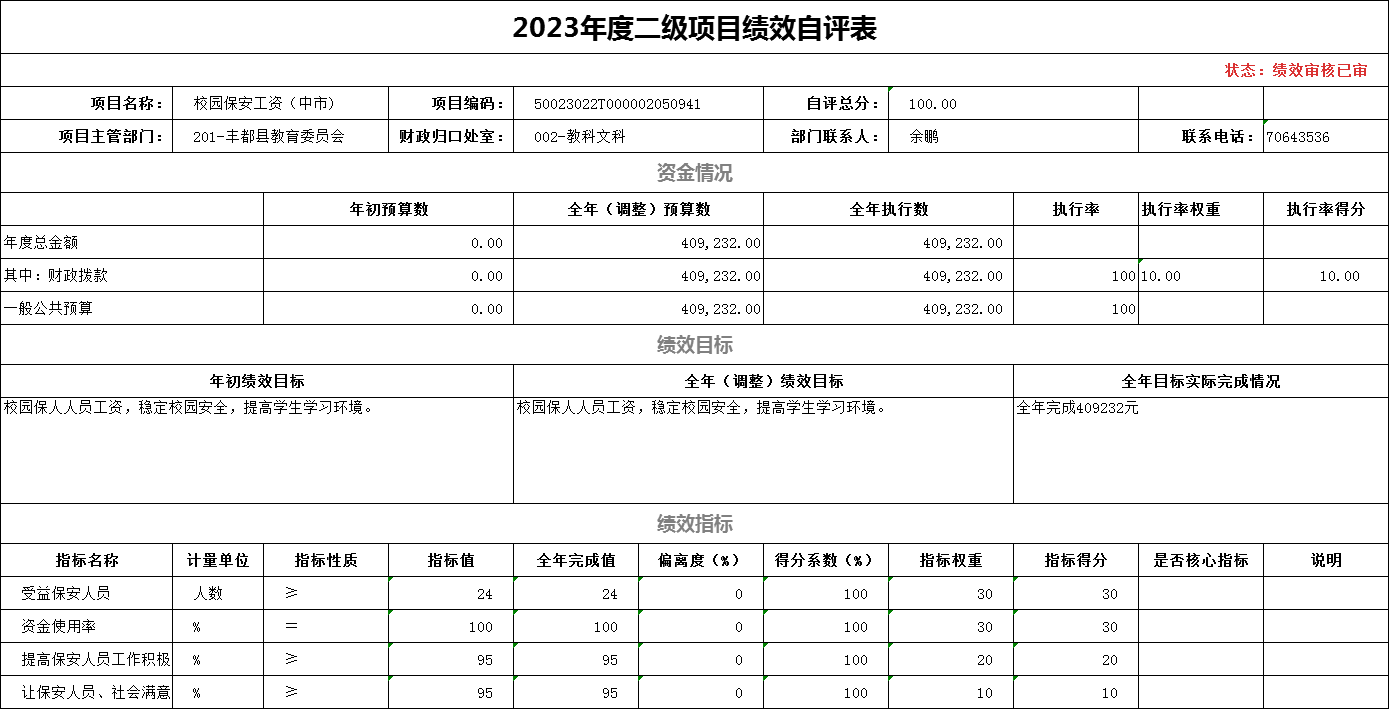 2023年度二级项目绩效自评表
状态：绩效审核已审
项目名称： 校园保安工资（中市） 项目编码： 50023022T000002050941 自评总分： 100.00
项目主管部门： 201-丰都县教育委员会 财政归口处室： 002-教科文科 部门联系人： 余鹏 联系电话： 70643536
资金情况
年初预算数 全年（调整）预算数 全年执行数 执行率 执行率权重 执行率得分
年度总金额 0.00 409,232.00 409,232.00
其中：财政拨款 0.00 409,232.00 409,232.00 100 10.00 10.00
一般公共预算 0.00 409,232.00 409,232.00 100
绩效目标
年初绩效目标 全年（调整）绩效目标 全年目标实际完成情况
校园保人人员工资，稳定校园安全，提高学生学习环境。 校园保人人员工资，稳定校园安全，提高学生学习环境。 全年完成409232元
绩效指标
指标名称 计量单位 指标性质 指标值 全年完成值 偏离度（%） 得分系数（%） 指标权重 指标得分 是否核心指标 说明
受益保安人员 人数 ≥ 24 24 0 100 30 30
资金使用率 % ＝ 100 100 0 100 30 30
提高保安人员工作积极 % ≥ 95 95 0 100 20 20
让保安人员、社会满意 % ≥ 95 95 0 100 10 10